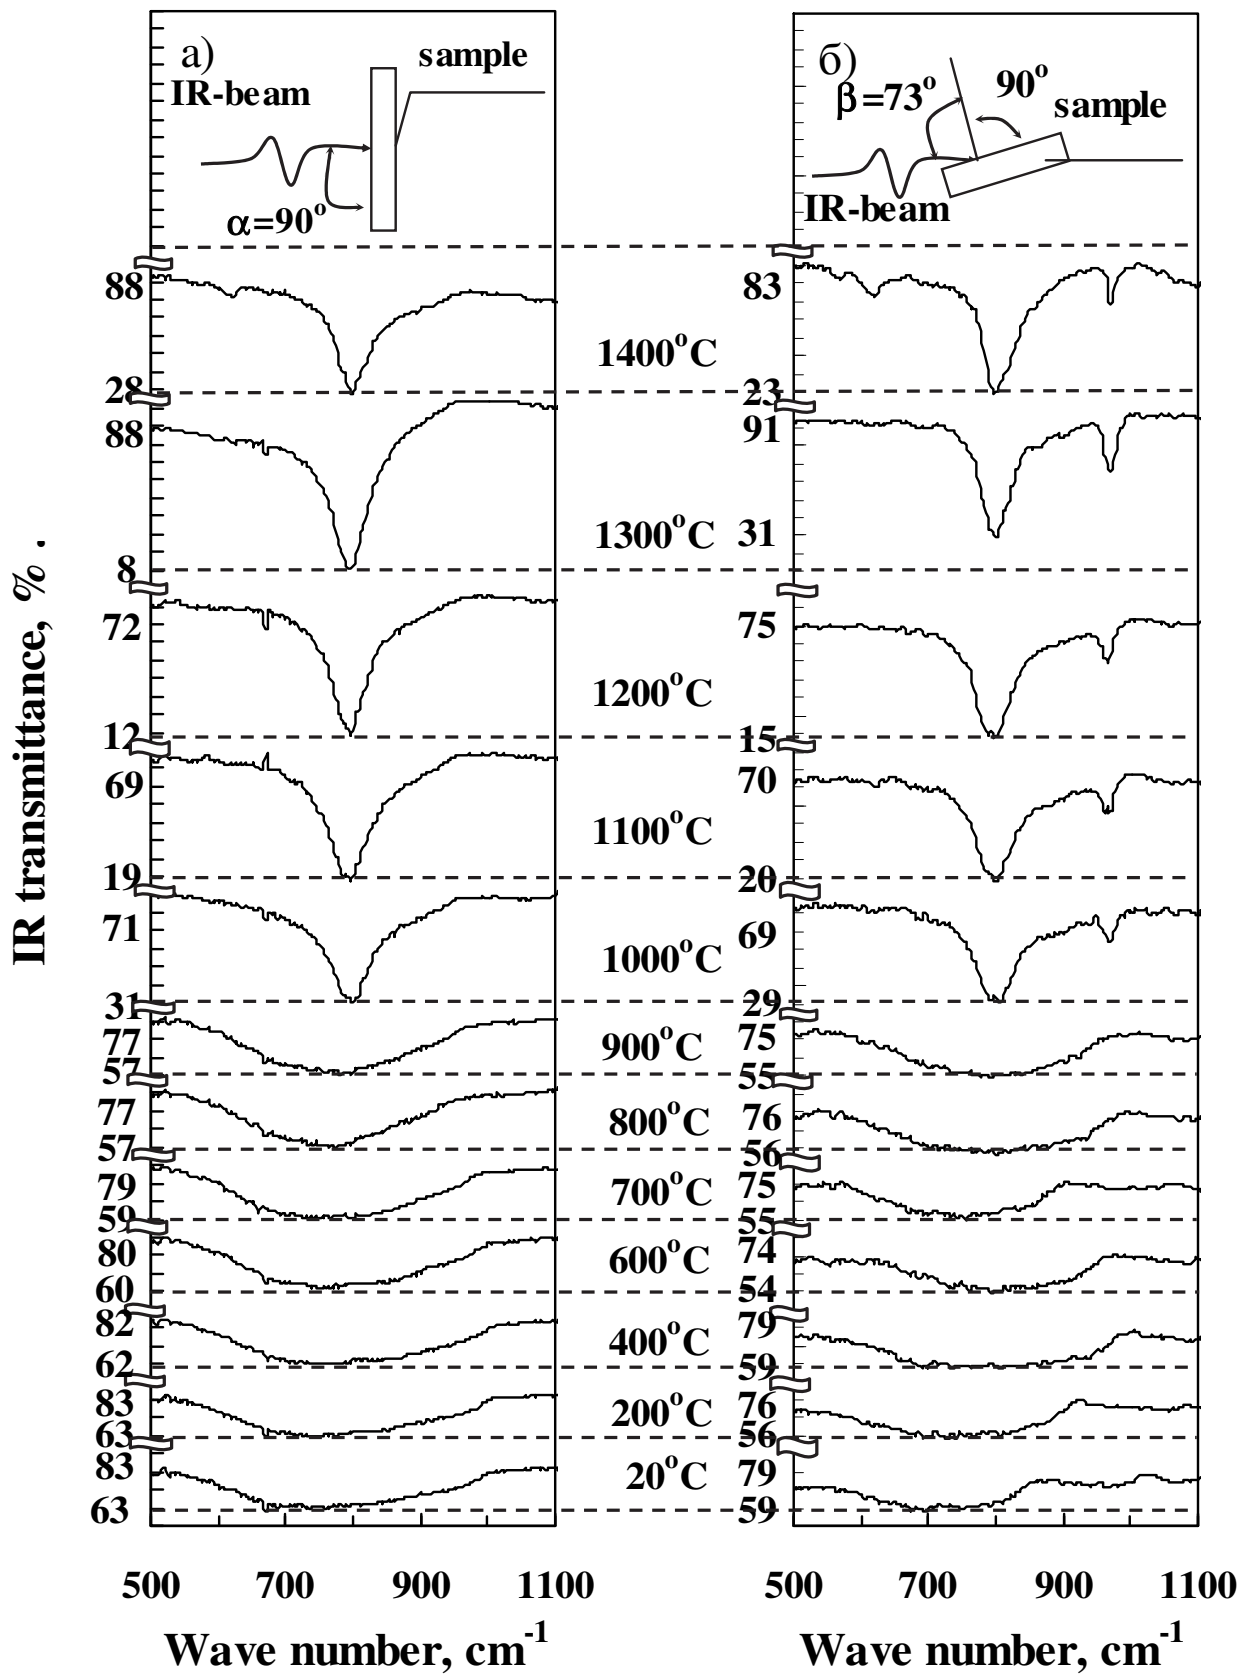 а)
sample
IR-beam
α=90°
б)
β=73°
90°
sample
IR-beam
IR transmittance, % .
88
28
1400°C
83
23
88
8
1300°C
91
31
72
12
1200°C
75
15
69
19
1100°C
70
20
71
31
1000°C
69
29
77
57
900°C
75
55
77
57
800°C
76
56
79
59
700°C
75
55
80
60
600°C
74
54
82
62
400°C
79
59
83
63
200°C
76
56
83
63
20°C
79
59
500 700 900 1100
500 700 900 1100
Wave number, cm⁻¹
Wave number, cm⁻¹